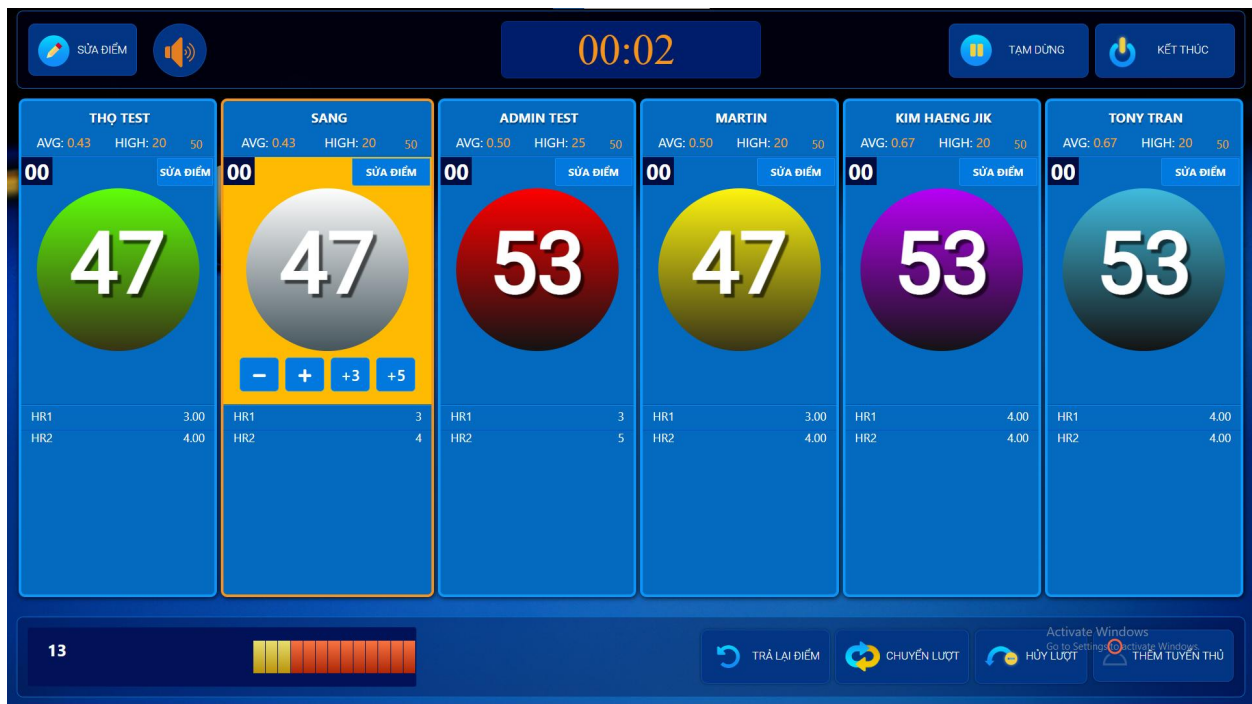 SỬA ĐIỂM
00:02
TẠM DỪNG
KẾT THÚC
THỌ TEST
AVG: 0.43 HIGH: 20 50
00 SỬA ĐIỂM
47
HR1 3.00
HR2 4.00
SANG
AVG: 0.43 HIGH: 20 50
00 SỬA ĐIỂM
47
− + +3 +5
HR1 3
HR2 4
ADMIN TEST
AVG: 0.50 HIGH: 25 50
00 SỬA ĐIỂM
53
HR1 3
HR2 5
MARTIN
AVG: 0.50 HIGH: 20 50
00 SỬA ĐIỂM
47
HR1 3.00
HR2 4.00
KIM HAENG JIK
AVG: 0.67 HIGH: 20 50
00 SỬA ĐIỂM
53
HR1 4.00
HR2 4.00
TONY TRAN
AVG: 0.67 HIGH: 20 50
00 SỬA ĐIỂM
53
HR1 4.00
HR2 4.00
13
TRẢ LẠI ĐIỂM
CHUYỂN LƯỢT
HỦY LƯỢT
THÊM TUYỂN THỦ
Activate Windows
Go to Settings to activate Windows.